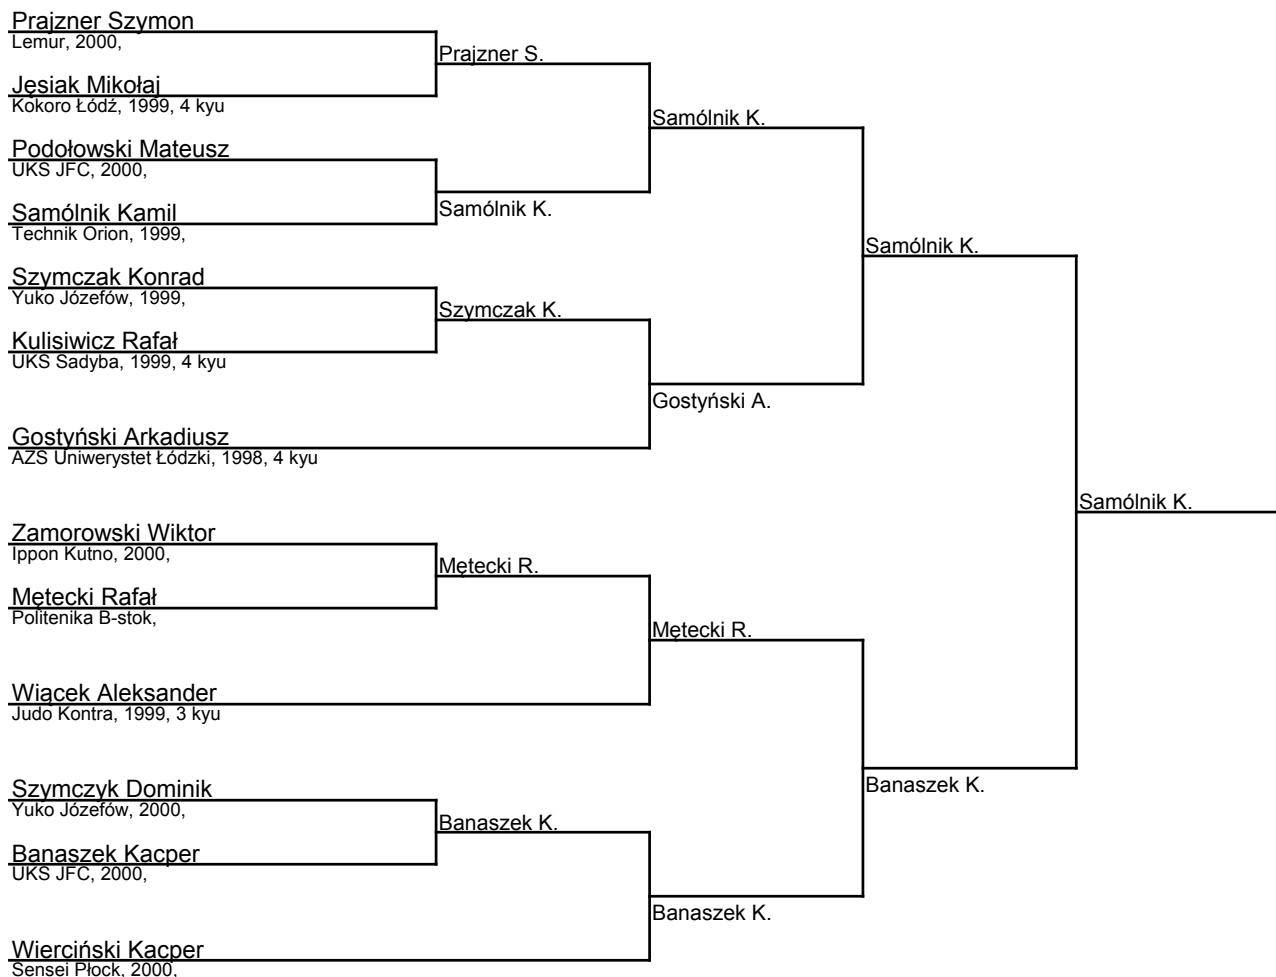 Prajzner Szymon
Lemur, 2000,
Prajzner S.
Jęsiak Mikołaj
Kokoro Łódź, 1999, 4 kyu
Samólnik K.
Podołowski Mateusz
UKS JFC, 2000,
Samólnik Kamil
Technik Orion, 1999,
Samólnik K.
Samólnik K.
Szymczak Konrad
Yuko Józefów, 1999,
Szymczak K.
Kulisiwicz Rafał
UKS Sadyba, 1999, 4 kyu
Gostyński A.
Gostyński Arkadiusz
AZS Uniwerystet Łódzki, 1998, 4 kyu
Samólnik K.
Zamorowski Wiktor
Ippon Kutno, 2000,
Mętecki R.
Mętecki Rafał
Politenika B-stok,
Mętecki R.
Wiącek Aleksander
Judo Kontra, 1999, 3 kyu
Banaszek K.
Szymczyk Dominik
Yuko Józefów, 2000,
Banaszek K.
Banaszek Kacper
UKS JFC, 2000,
Banaszek K.
Wierciński Kacper
Sensei Płock, 2000,